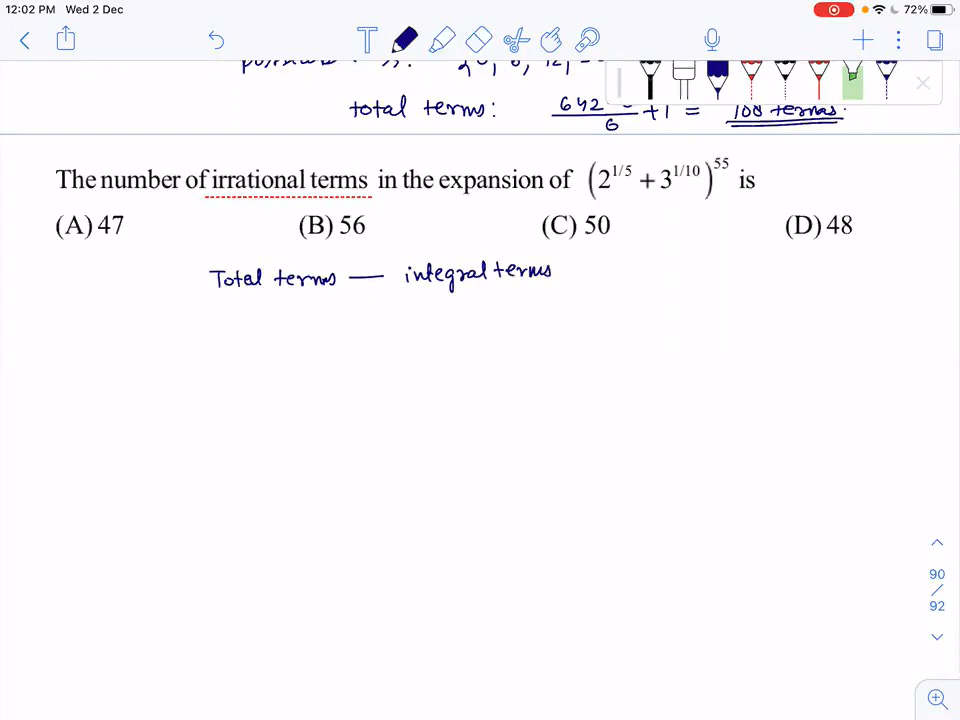 12:02 PM Wed 2 Dec
72%
T
total terms: 642 / 6 + 1 = 108 terms.
The number of irrational terms in the expansion of (2^{1/5} + 3^{1/10})^{55} is
(A) 47 (B) 56 (C) 50 (D) 48
Total terms — integral terms
90
/
92